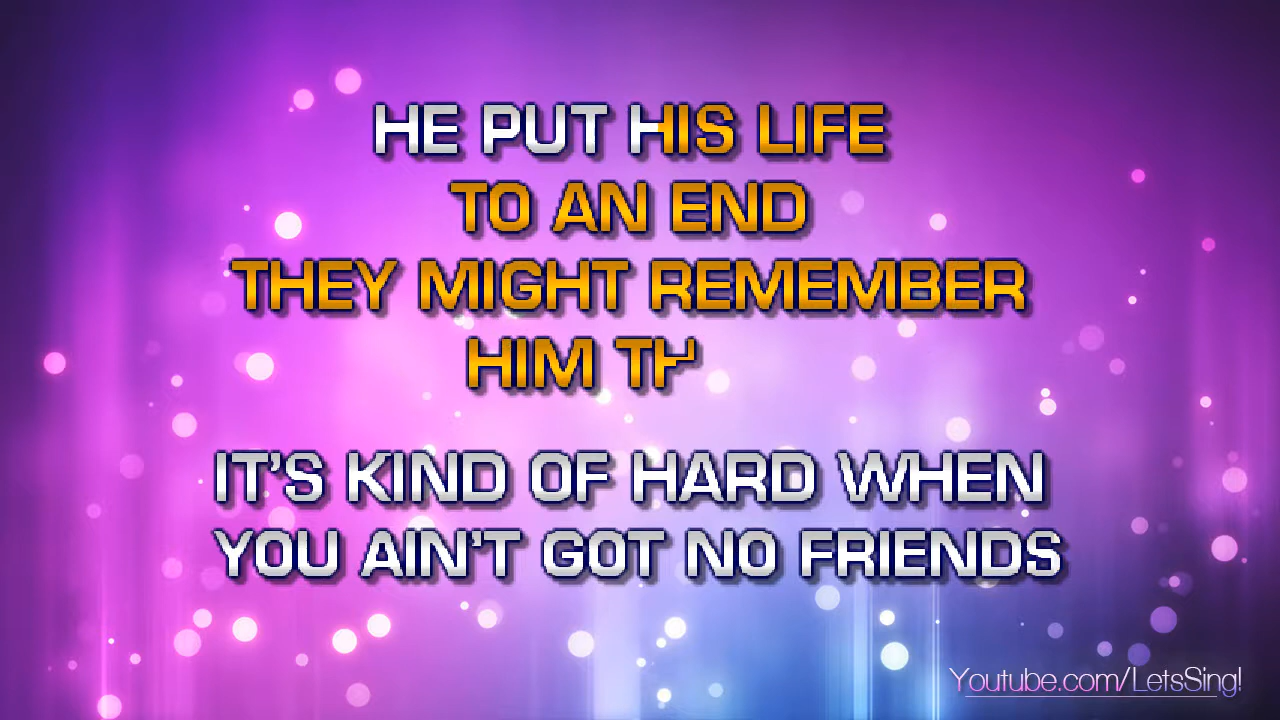 HE PUT HIS LIFE
TO AN END
THEY MIGHT REMEMBER
HIM
IT'S KIND OF HARD WHEN
YOU AIN'T GOT NO FRIENDS
Youtube.com/LetsSing!